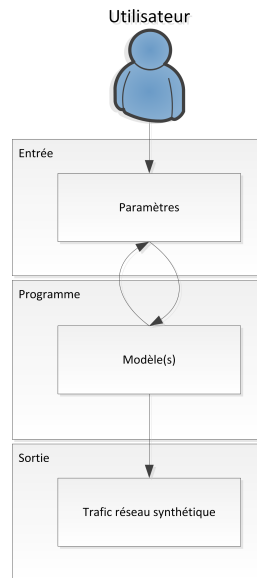 Utilisateur
Entrée
Paramètres
Programme
Modèle(s)
Sortie
Trafic réseau synthétique